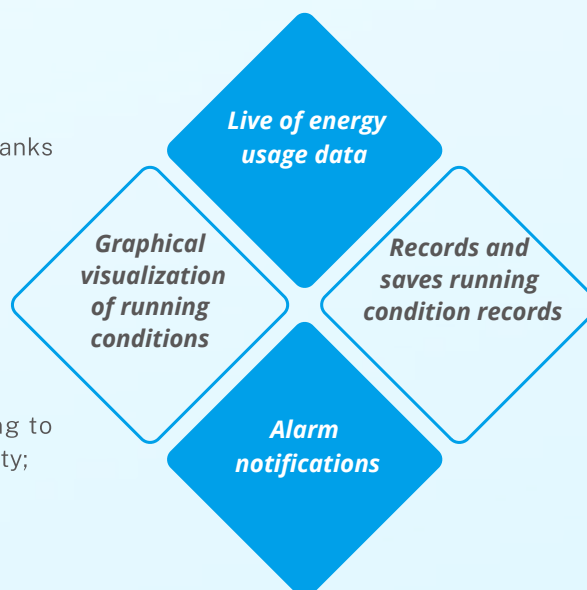 Live of energy
usage data
anks
Graphical
visualization
of running
conditions
Records and
saves running
condition records
ng to
ty;
Alarm
notifications